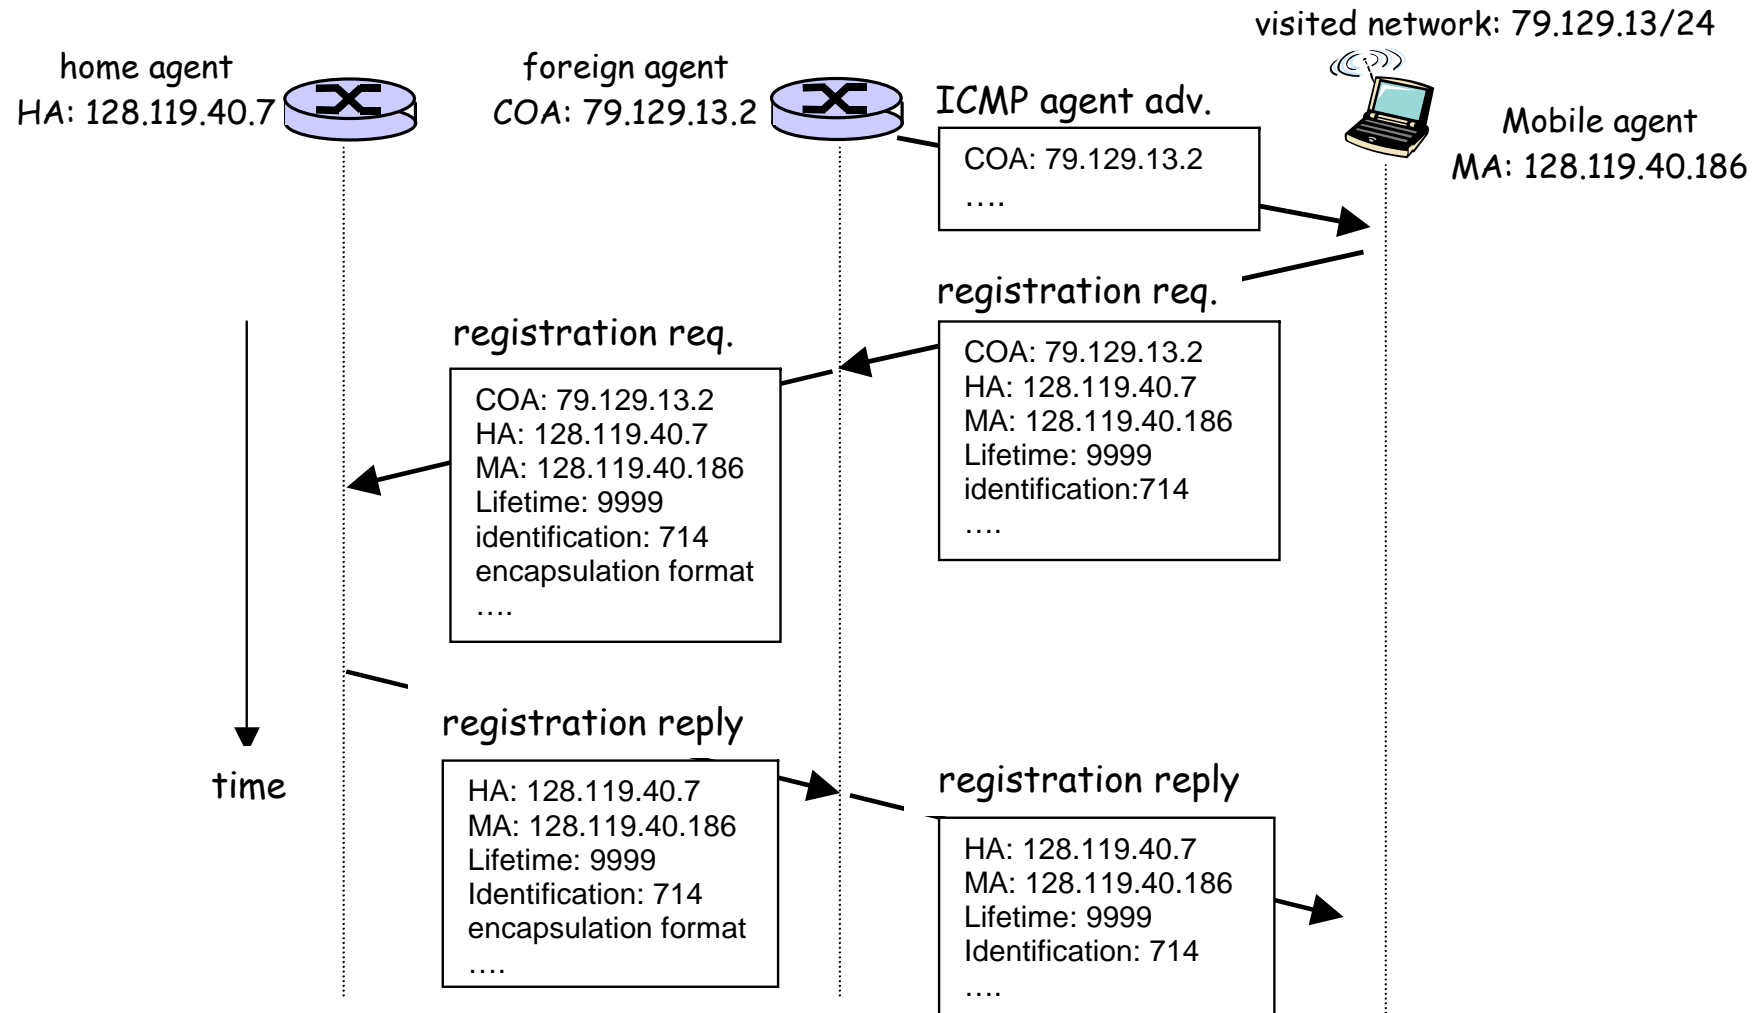 visited network: 79.129.13/24
home agent
HA: 128.119.40.7
foreign agent
COA: 79.129.13.2
ICMP agent adv.
COA: 79.129.13.2
….
Mobile agent
MA: 128.119.40.186
registration req.
COA: 79.129.13.2
HA: 128.119.40.7
MA: 128.119.40.186
Lifetime: 9999
identification:714
….
registration req.
COA: 79.129.13.2
HA: 128.119.40.7
MA: 128.119.40.186
Lifetime: 9999
identification: 714
encapsulation format
….
time
registration reply
HA: 128.119.40.7
MA: 128.119.40.186
Lifetime: 9999
Identification: 714
encapsulation format
….
registration reply
HA: 128.119.40.7
MA: 128.119.40.186
Lifetime: 9999
Identification: 714
….